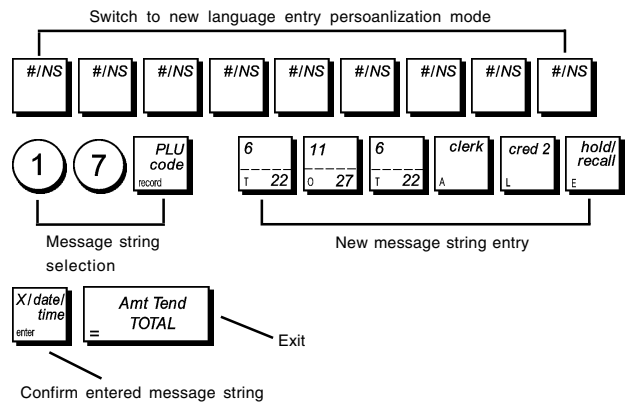 Switch to new language entry persoanlization mode
#/NS #/NS #/NS #/NS #/NS #/NS #/NS #/NS #/NS
1 7 PLU code record 6 T 22 11 O 27 6 T 22 clerk A cred 2 L hold/ recall E
Message string selection
New message string entry
X/date/ time enter
Amt Tend TOTAL =
Exit
Confirm entered message string